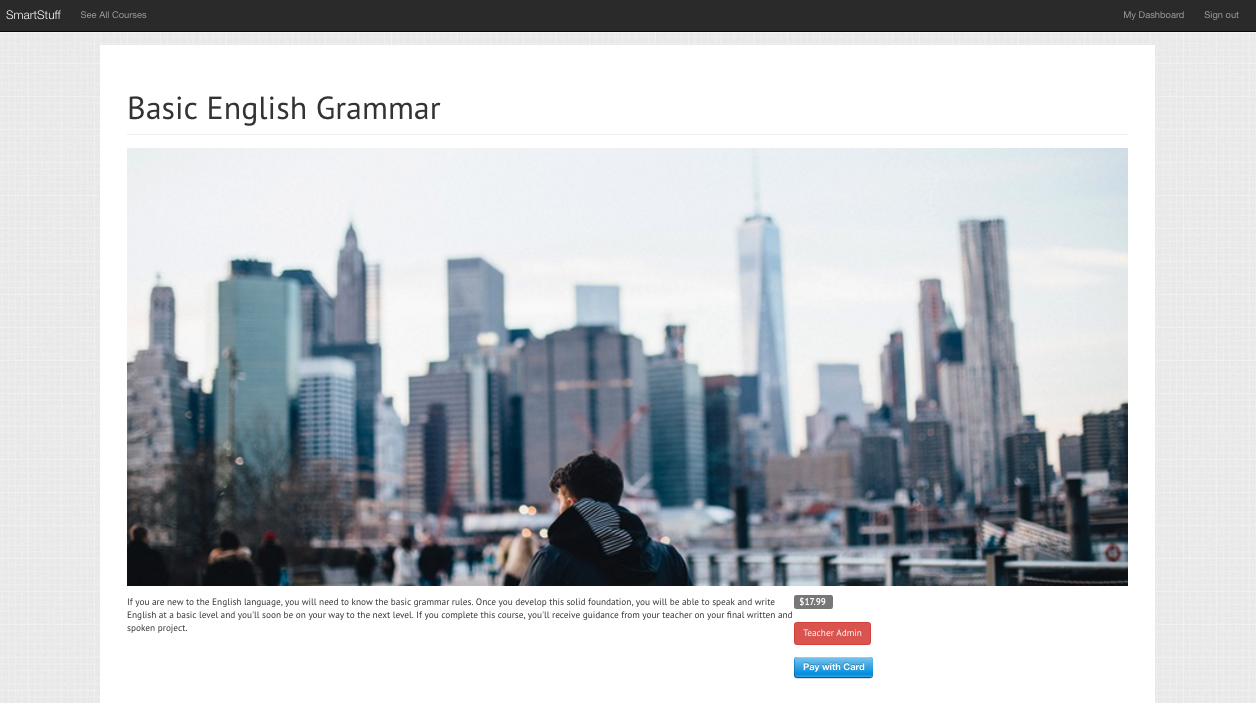 SmartStuff See All Courses My Dashboard Sign out
Basic English Grammar
If you are new to the English language, you will need to know the basic grammar rules. Once you develop this solid foundation, you will be able to speak and write
English at a basic level and you'll soon be on your way to the next level. If you complete this course, you'll receive guidance from your teacher on your final written and
spoken project.
$17.99
Teacher Admin
Pay with Card